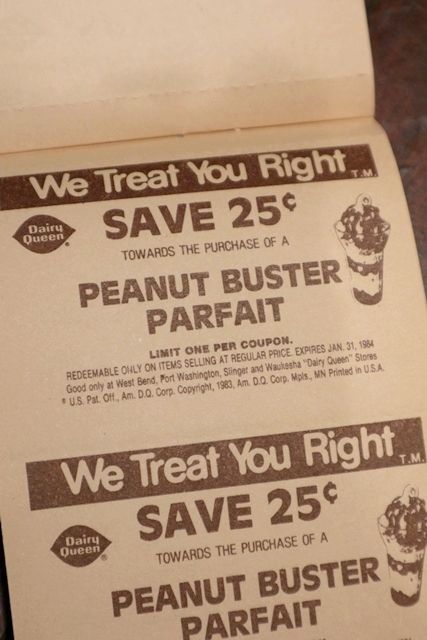 We Treat You Right T.M.
Dairy Queen®
SAVE 25¢
TOWARDS THE PURCHASE OF A
PEANUT BUSTER
PARFAIT
LIMIT ONE PER COUPON.
REDEEMABLE ONLY ON ITEMS SELLING AT REGULAR PRICE. EXPIRES JAN. 31, 1984
Good only at West Bend, Port Washington, Slinger and Waukesha "Dairy Queen" Stores
® U.S. Pat. Off., Am. D.Q. Corp. Copyright, 1983, Am. D.Q. Corp. Mpls., MN Printed in U.S.A.
We Treat You Right T.M.
Dairy Queen®
SAVE 25¢
TOWARDS THE PURCHASE OF A
PEANUT BUSTER
PARFAIT